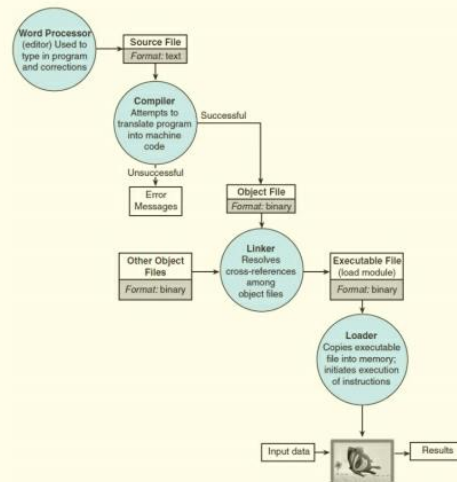 Word Processor
(editor) Used to
type in program
and corrections
Source File
Format: text
Compiler
Attempts to
translate program
into machine
code
Successful
Unsuccessful
Error
Messages
Object File
Format: binary
Other Object
Files
Format: binary
Linker
Resolves
cross-references
among
object files
Executable File
(load module)
Format: binary
Loader
Copies executable
file into memory;
initiates execution
of instructions
Input data
Results